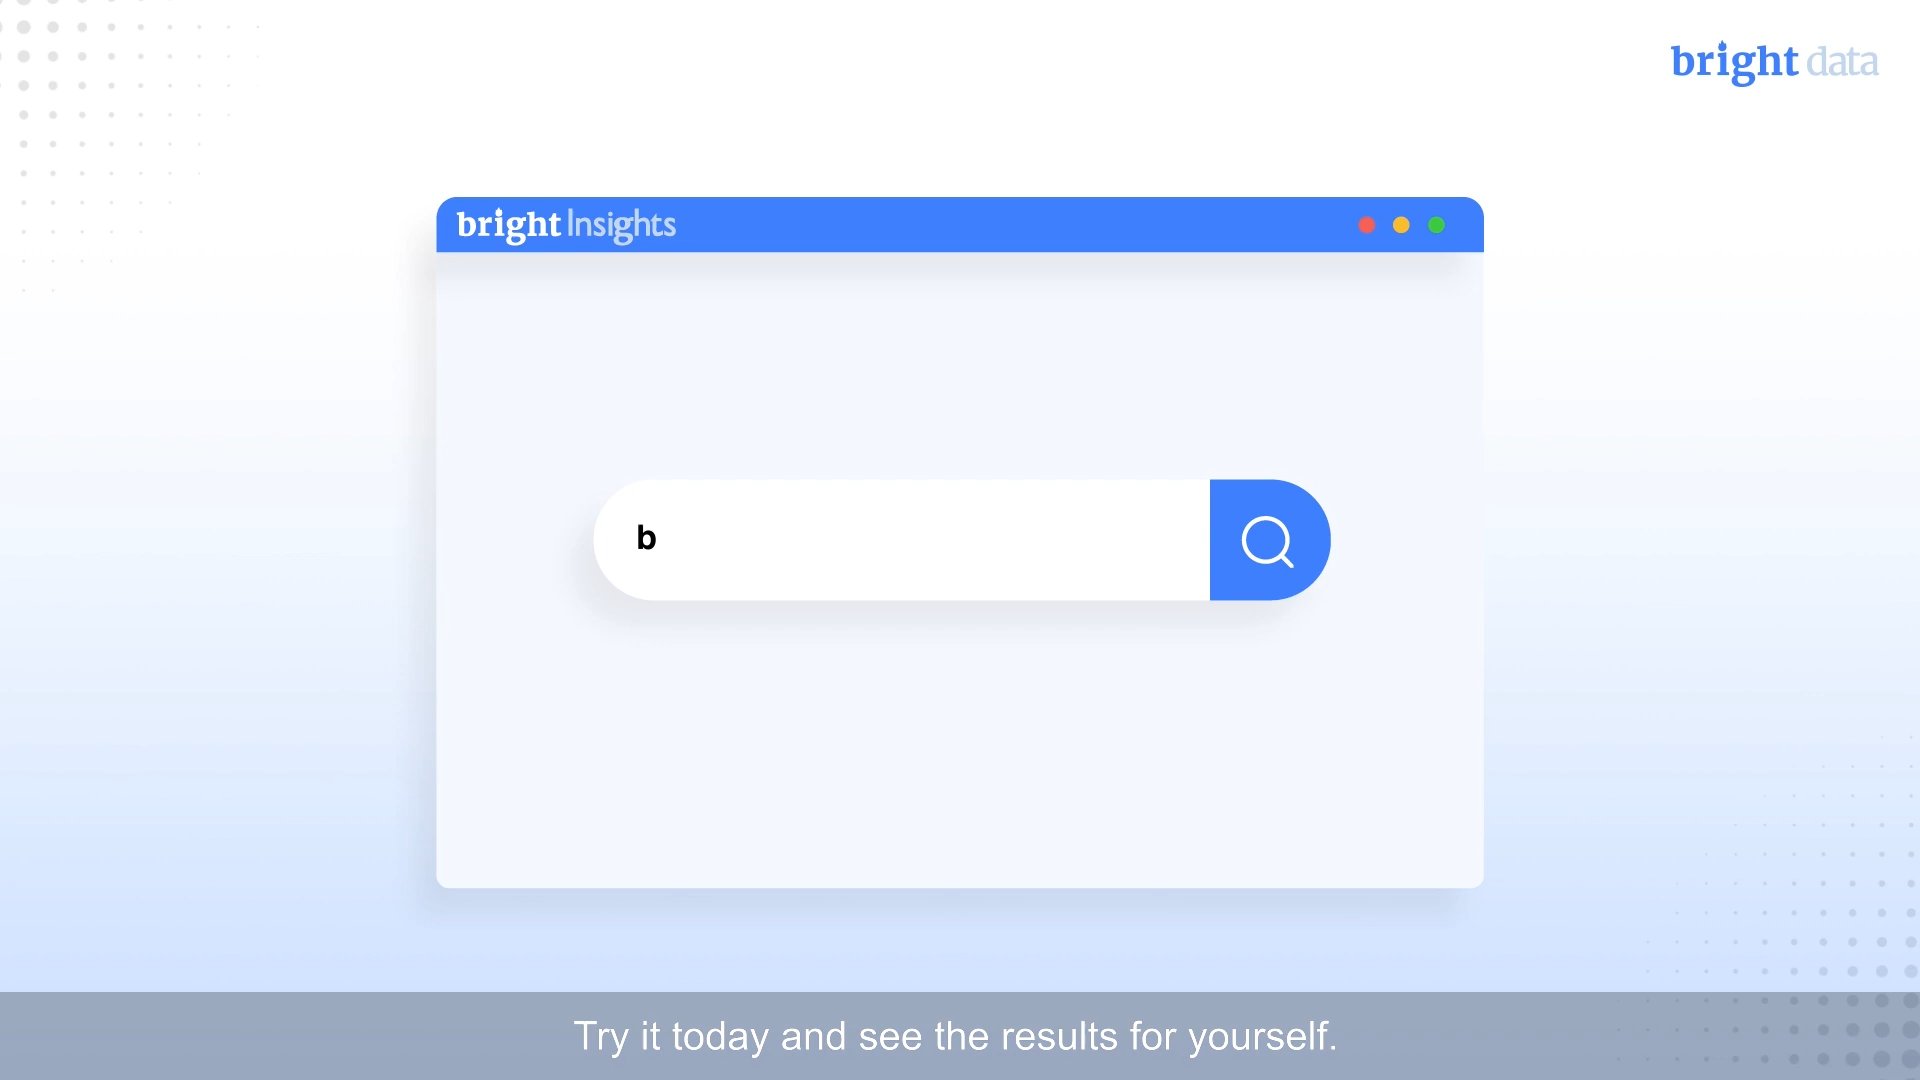 bright data
bright Insights
b
Try it today and see the results for yourself.